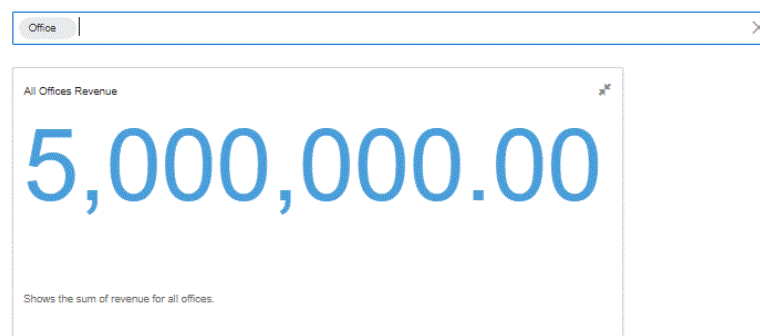 Office
All Offices Revenue
5,000,000.00
Shows the sum of revenue for all offices.